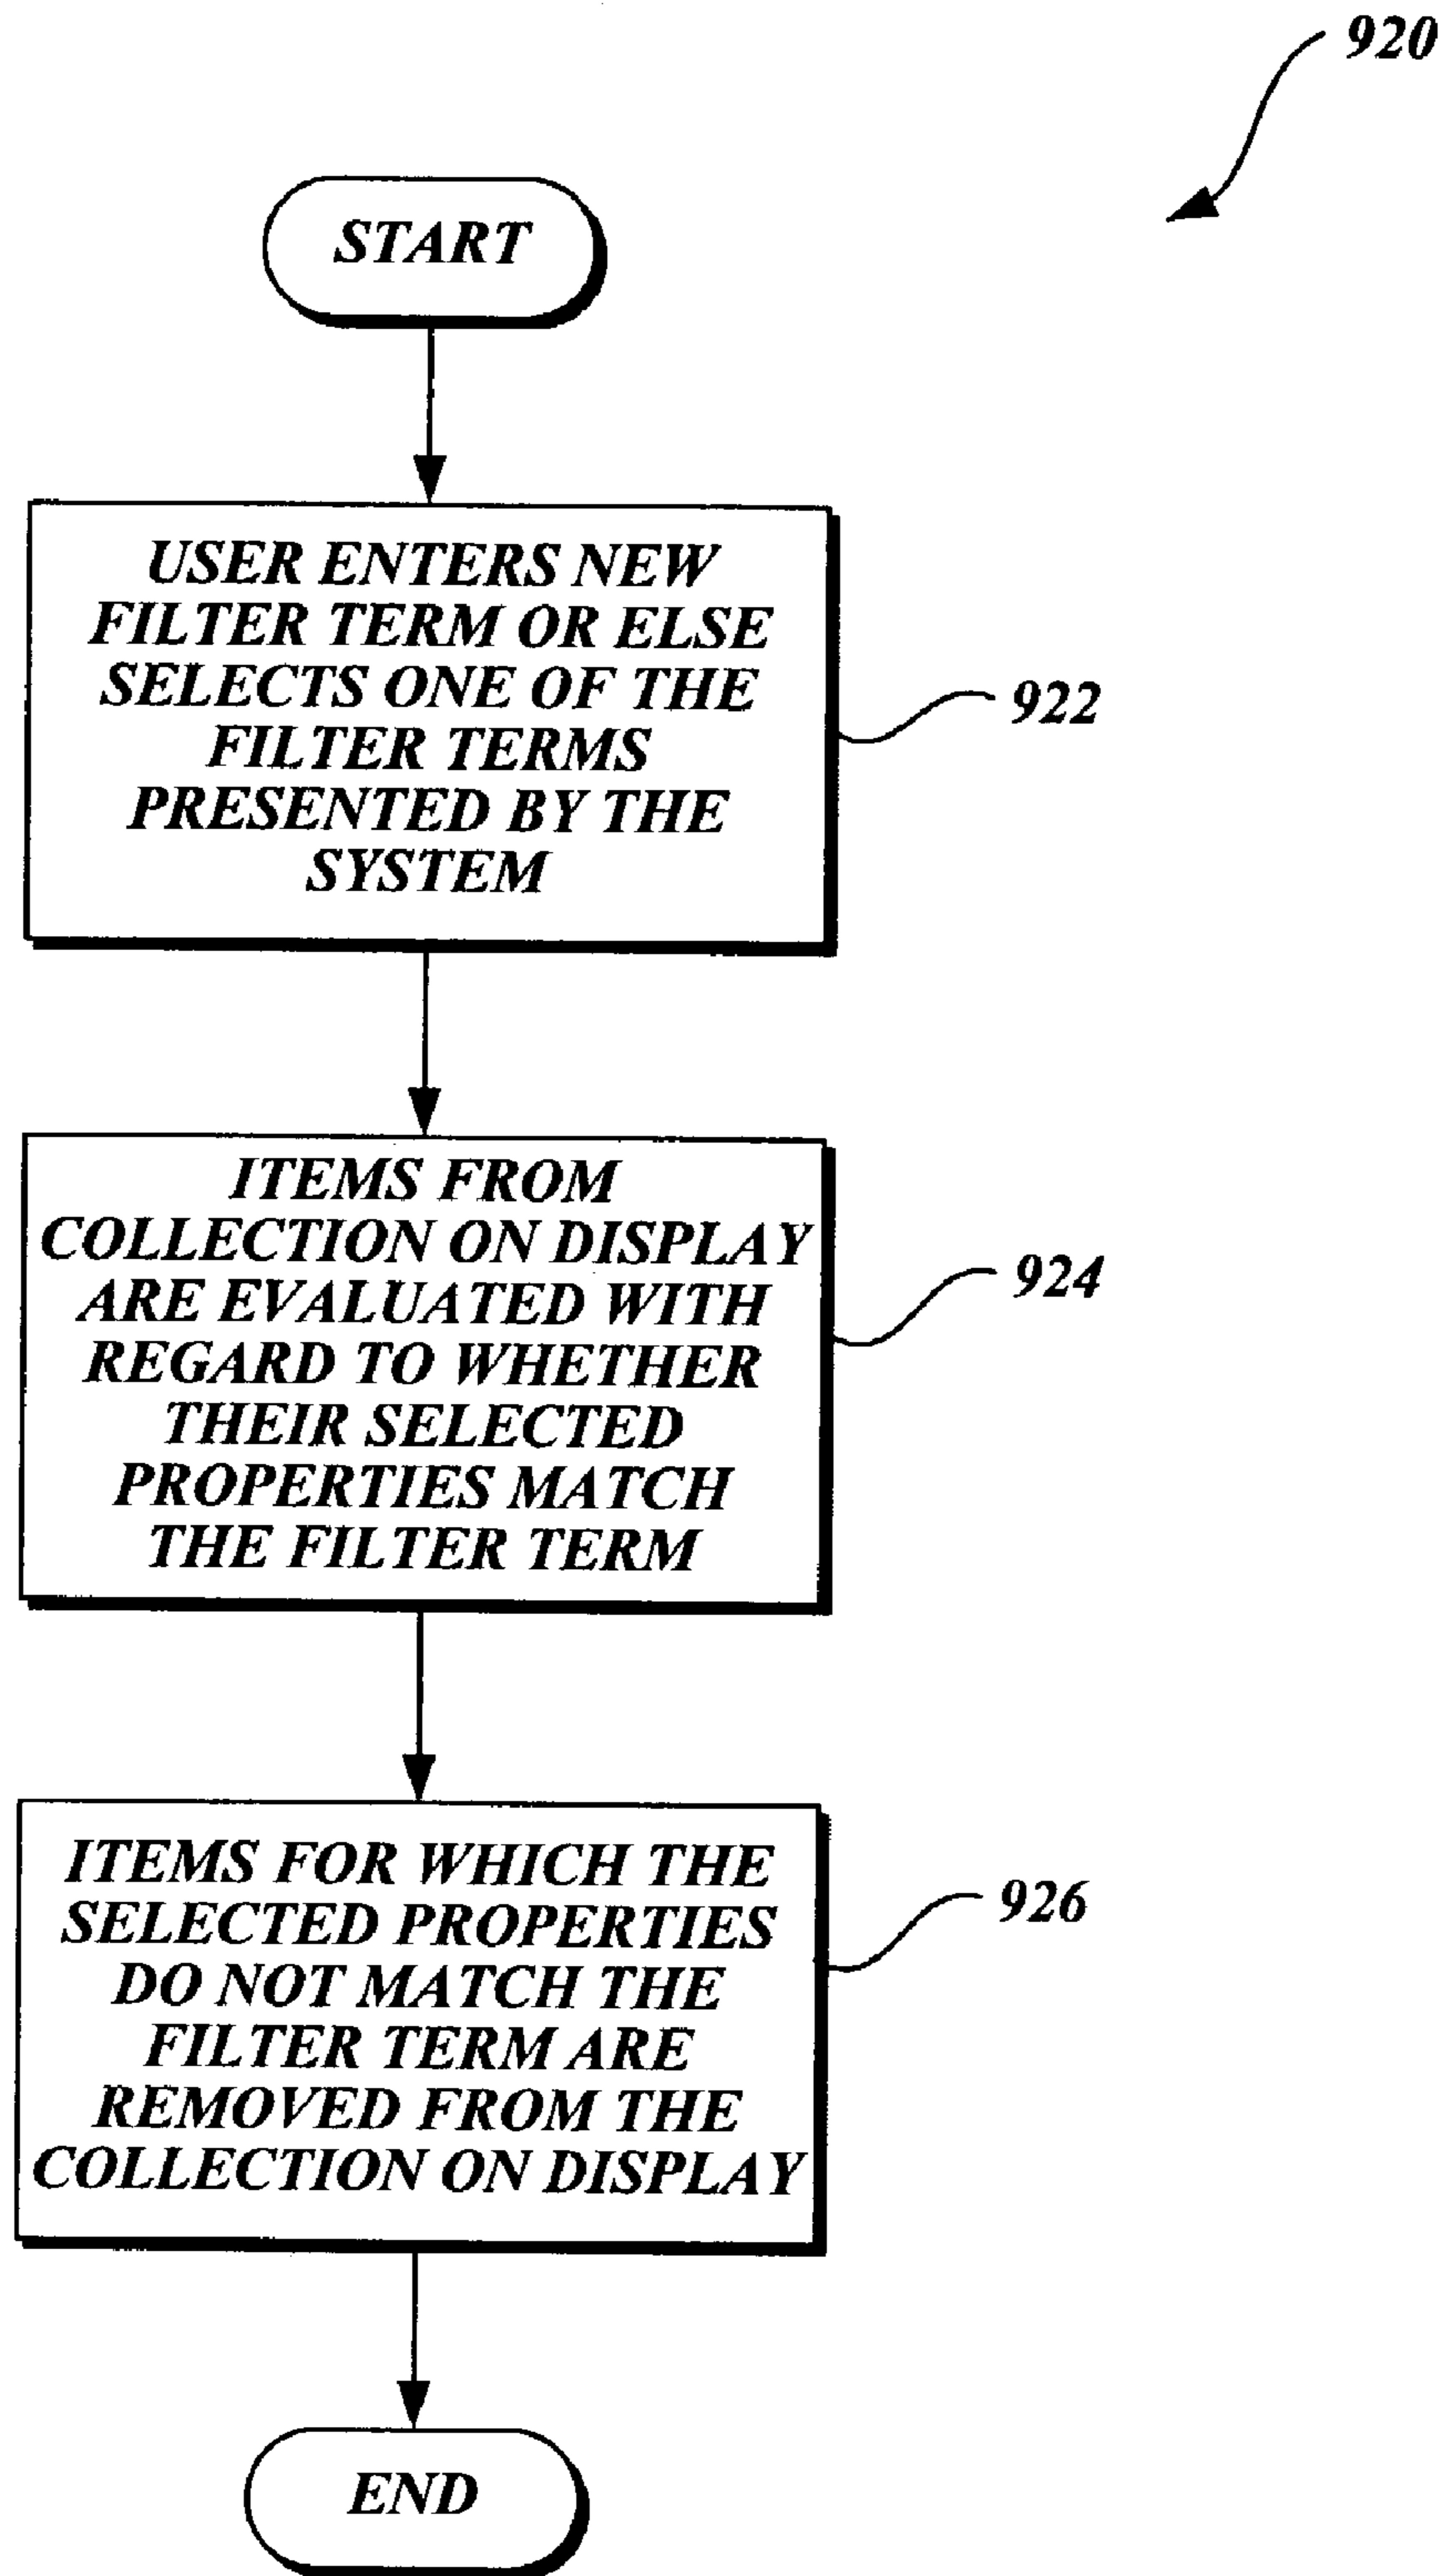 920
START
USER ENTERS NEW
FILTER TERM OR ELSE
SELECTS ONE OF THE
FILTER TERMS
PRESENTED BY THE
SYSTEM
922
ITEMS FROM
COLLECTION ON DISPLAY
ARE EVALUATED WITH
REGARD TO WHETHER
THEIR SELECTED
PROPERTIES MATCH
THE FILTER TERM
924
ITEMS FOR WHICH THE
SELECTED PROPERTIES
DO NOT MATCH THE
FILTER TERM ARE
REMOVED FROM THE
COLLECTION ON DISPLAY
926
END